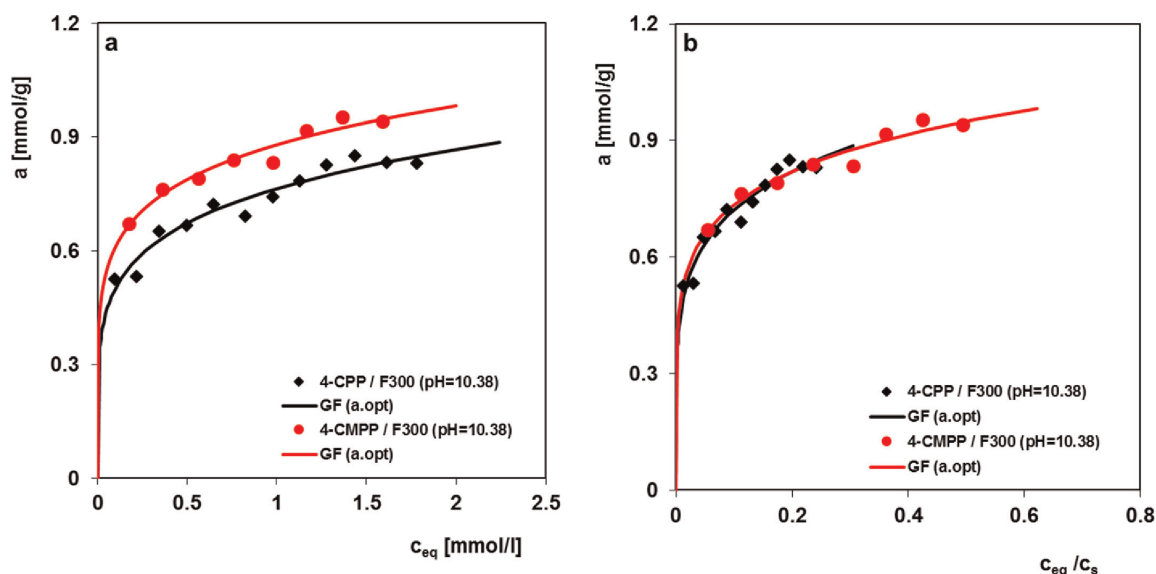 a
a [mmol/g]
1.2
0.9
0.6
0.3
0
4-CPP / F300 (pH=10.38)
GF (a.opt)
4-CMPP / F300 (pH=10.38)
GF (a.opt)
0 0.5 1 1.5 2 2.5
c_eq [mmol/l]
b
a [mmol/g]
1.2
0.9
0.6
0.3
0
4-CPP / F300 (pH=10.38)
GF (a.opt)
4-CMPP / F300 (pH=10.38)
GF (a.opt)
0 0.2 0.4 0.6 0.8
c_eq /c_s